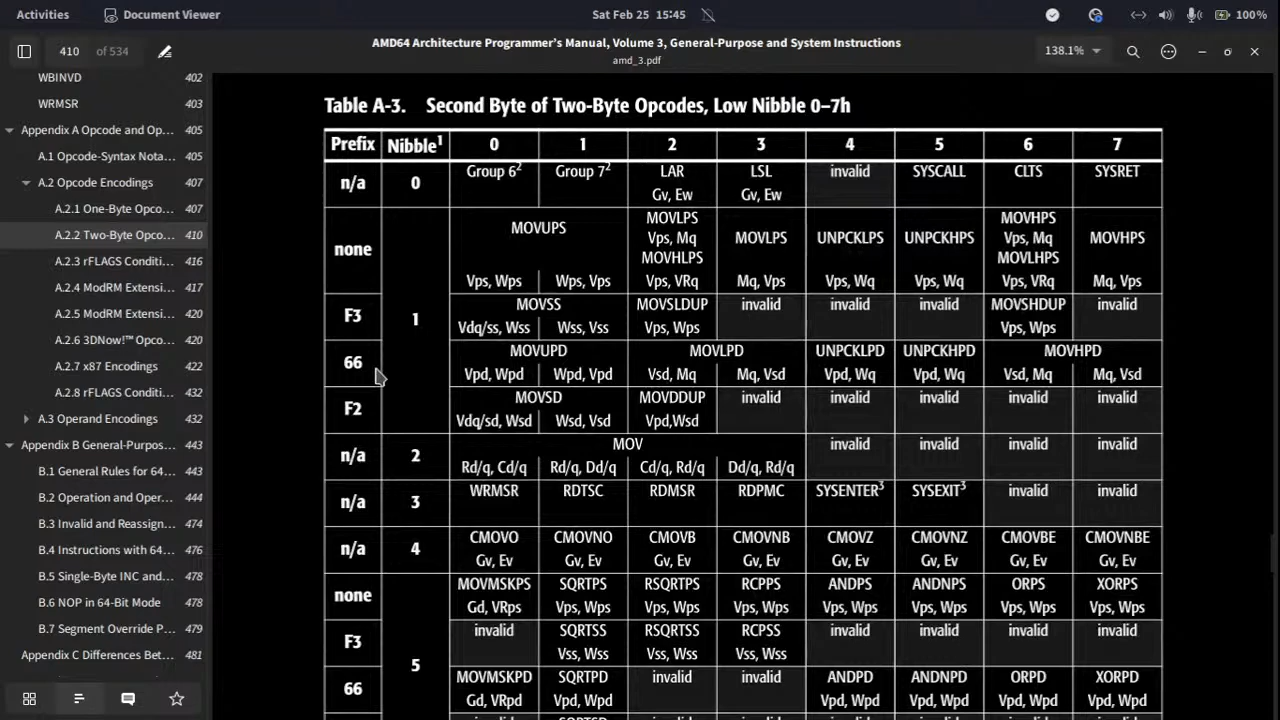 Activities
Document Viewer
Sat Feb 25 15:45
100%
410 of 534
AMD64 Architecture Programmer's Manual, Volume 3, General-Purpose and System Instructions
amd_3.pdf
138.1%
WBINVD 402
WRMSR 403
Appendix A Opcode and Op... 405
A.1 Opcode-Syntax Nota... 405
A.2 Opcode Encodings 407
A.2.1 One-Byte Opco... 407
A.2.2 Two-Byte Opco... 410
A.2.3 rFLAGS Conditi... 416
A.2.4 ModRM Extensi... 417
A.2.5 ModRM Extensi... 420
A.2.6 3DNow!™ Opco... 420
A.2.7 x87 Encodings 422
A.2.8 rFLAGS Conditi... 432
A.3 Operand Encodings 432
Appendix B General-Purpos... 443
B.1 General Rules for 64... 443
B.2 Operation and Oper... 444
B.3 Invalid and Reassign... 474
B.4 Instructions with 64... 476
B.5 Single-Byte INC and... 478
B.6 NOP in 64-Bit Mode 478
B.7 Segment Override P... 479
Appendix C Differences Bet... 481
Table A-3. Second Byte of Two-Byte Opcodes, Low Nibble 0–7h
Prefix Nibble1 0 1 2 3 4 5 6 7
n/a 0 Group 62 Group 72 LAR LSL invalid SYSCALL CLTS SYSRET
Gv, Ew Gv, Ew
none 1 MOVUPS MOVLPS MOVLPS UNPCKLPS UNPCKHPS MOVHPS MOVHPS
Vps, Mq Vps, Mq
MOVHLPS MOVLHPS
Vps, Wps Wps, Vps Vps, VRq Mq, Vps Vps, Wq Vps, Wq Vps, VRq Mq, Vps
F3 MOVSS MOVSLDUP invalid invalid invalid MOVSHDUP invalid
Vdq/ss, Wss Wss, Vss Vps, Wps Vps, Wps
66 MOVUPD MOVLPD UNPCKLPD UNPCKHPD MOVHPD
Vpd, Wpd Wpd, Vpd Vsd, Mq Mq, Vsd Vpd, Wq Vpd, Wq Vsd, Mq Mq, Vsd
F2 MOVSD MOVDDUP invalid invalid invalid invalid invalid
Vdq/sd, Wsd Wsd, Vsd Vpd,Wsd
n/a 2 MOV invalid invalid invalid invalid
Rd/q, Cd/q Rd/q, Dd/q Cd/q, Rd/q Dd/q, Rd/q
n/a 3 WRMSR RDTSC RDMSR RDPMC SYSENTER3 SYSEXIT3 invalid invalid
n/a 4 CMOVO CMOVNO CMOVB CMOVNB CMOVZ CMOVNZ CMOVBE CMOVNBE
Gv, Ev Gv, Ev Gv, Ev Gv, Ev Gv, Ev Gv, Ev Gv, Ev Gv, Ev
none 5 MOVMSKPS SQRTPS RSQRTPS RCPPS ANDPS ANDNPS ORPS XORPS
Gd, VRps Vps, Wps Vps, Wps Vps, Wps Vps, Wps Vps, Wps Vps, Wps Vps, Wps
F3 invalid SQRTSS RSQRTSS RCPSS invalid invalid invalid invalid
Vss, Wss Vss, Wss Vss, Wss
66 MOVMSKPD SQRTPD invalid invalid ANDPD ANDNPD ORPD XORPD
Gd, VRpd Vpd, Wpd Vpd, Wpd Vpd, Wpd Vpd, Wpd Vpd, Wpd